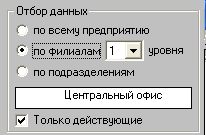 Отбор данных
по всему предприятию
по филиалам 1 уровня
по подразделениям
Центральный офис
Только действующие